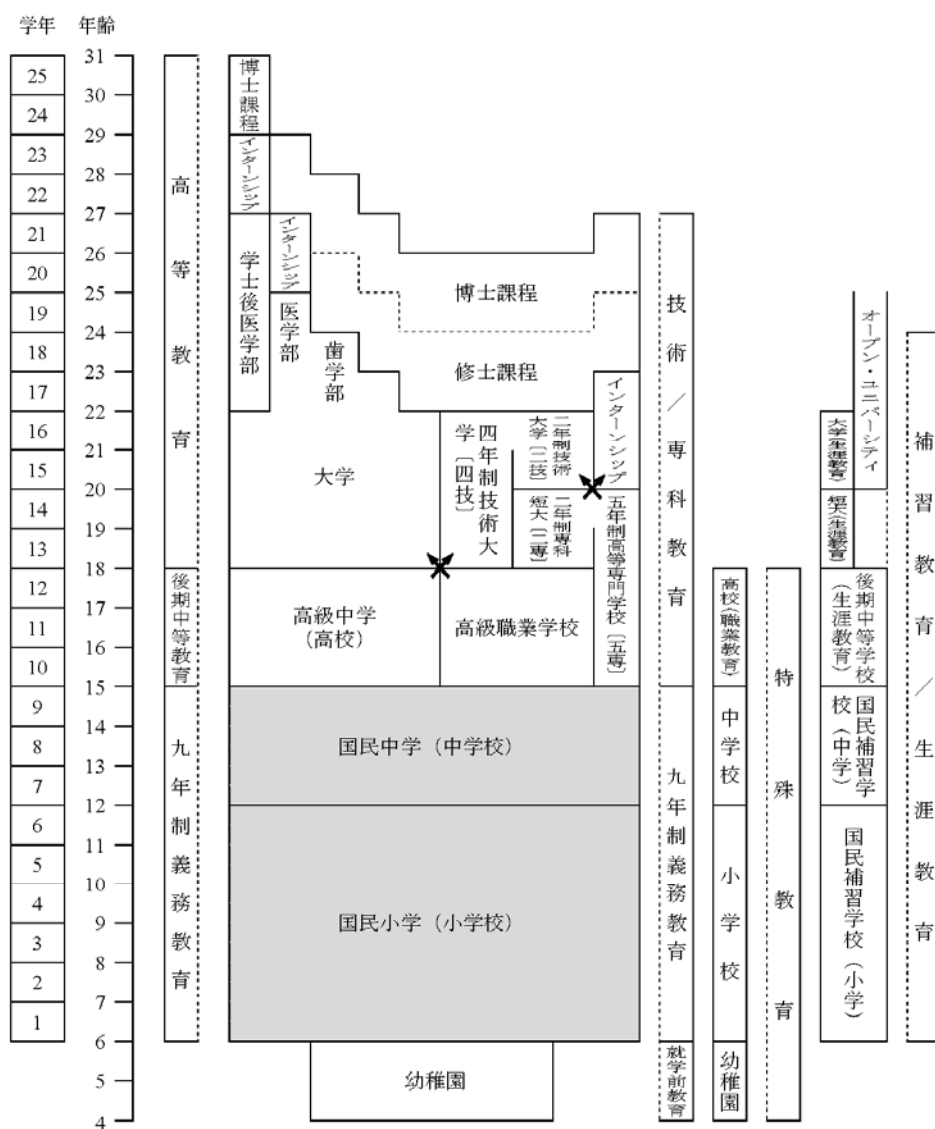 学年 年齢
31
25
30
24
29
23
28
22
27
21
26
20
25
19
24
18
23
17
22
16
21
15
20
14
19
13
18
12
17
11
16
10
15
9
14
8
13
7
12
6
11
5
10
4
9
3
8
2
7
1
6
5
4
高等教育
後期中等教育
九年制義務教育
博士課程
インターンシップ
学士後医学部
インターンシップ
医学部
歯学部
博士課程
修士課程
大学
四年制技術大
学〔四技〕
二年制技術
大学〔二技〕
二年制専科
短大〔二専〕
インターンシップ
五年制高等専門学校〔五専〕
高級中学
(高校)
高級職業学校
国民中学(中学校)
国民小学(小学校)
幼稚園
技術/専科教育
九年制義務教育
就学前教育
高校(職業教育)
中学校
小学校
幼稚園
特殊教育
オープン・ユニバーシティ
大学(生涯教育)
短大(生涯教育)
後期中等学校
(生涯教育)
国民補習学
校(中学)
国民補習学校(小学)
補習教育/生涯教育